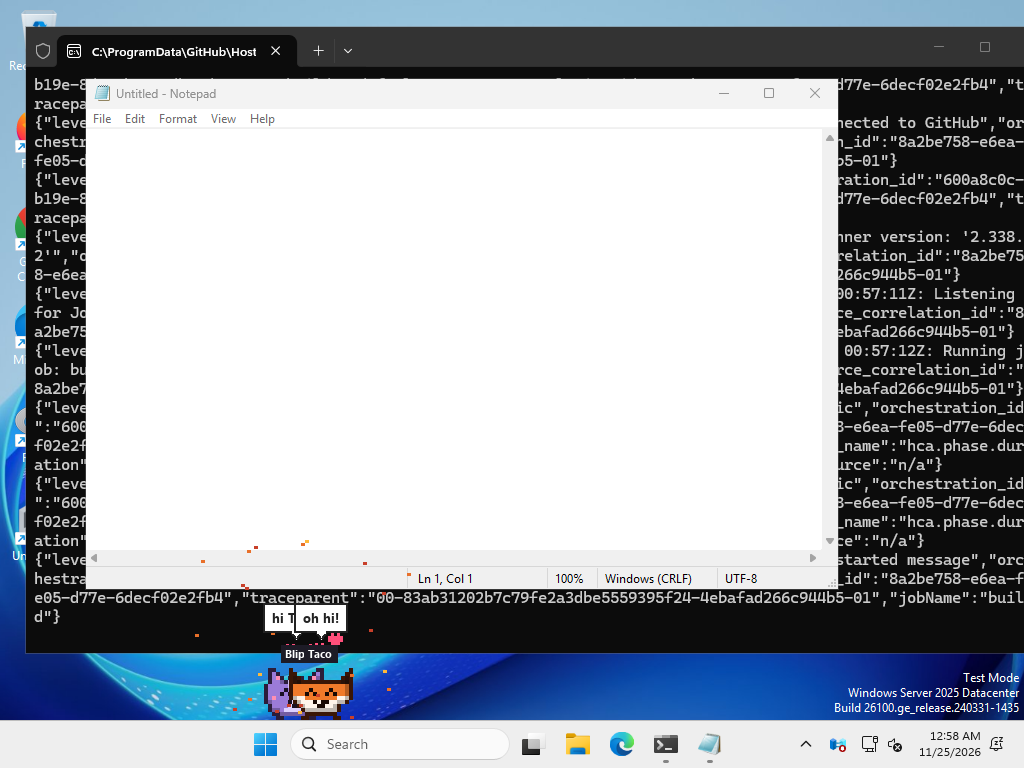 C:\ProgramData\GitHub\Host
b19e-8
d77e-6decf02e2fb4","t
Untitled - Notepad
racepa
File Edit Format View Help
{"leve
nected to GitHub","or
chestr
n_id":"8a2be758-e6ea-
fe05-d
b5-01"}
{"leve
ration_id":"600a8c0c-
b19e-8
d77e-6decf02e2fb4","t
racepa
{"leve
nner version: '2.338.
2'","o
relation_id":"8a2be75
8-e6ea
266c944b5-01"}
{"leve
00:57:11Z: Listening
for Jo
rce_correlation_id":"8
a2be75
ebafad266c944b5-01"}
{"leve
00:57:12Z: Running j
ob: bu
rce_correlation_id":"
8a2be7
4ebafad266c944b5-01"}
{"leve
ic","orchestration_id
":"600
8-e6ea-fe05-d77e-6dec
f02e2f
_name":"hca.phase.dur
ation"
urce":"n/a"}
{"leve
ic","orchestration_id
":"600
8-e6ea-fe05-d77e-6dec
f02e2f
_name":"hca.phase.dur
ation"
rce":"n/a"}
{"leve
started message","orc
hestra
_id":"8a2be758-e6ea-f
Ln 1, Col 1 100% Windows (CRLF) UTF-8
e05-d77e-6decf02e2fb4","traceparent":"00-83ab31202b7c79fe2a3dbe5559395f24-4ebafad266c944b5-01","jobName":"buil
d"}
hi T
oh hi!
Blip Taco
Test Mode
Windows Server 2025 Datacenter
Build 26100.ge_release.240331-1435
Search
12:58 AM
11/25/2026